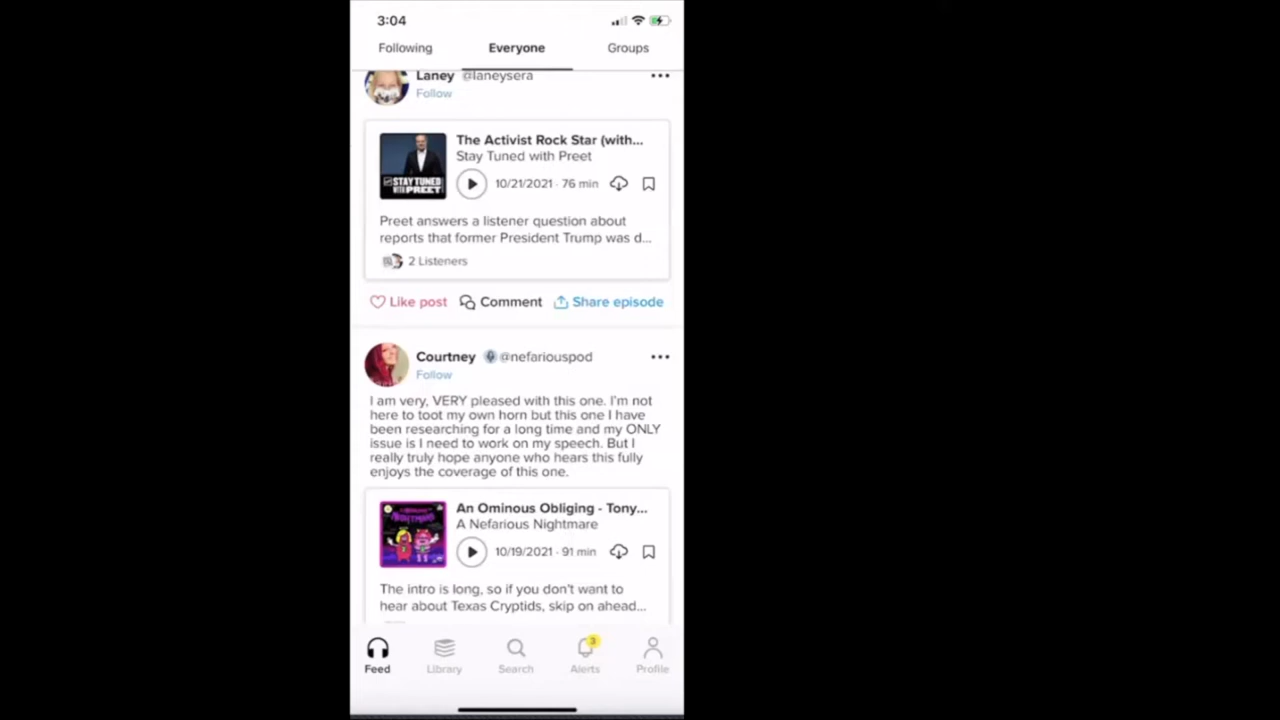 3:04
Following Everyone Groups
Laney @laneysera
Follow
The Activist Rock Star (with...
Stay Tuned with Preet
10/21/2021 · 76 min
STAY TUNED
WITH PREET
Preet answers a listener question about
reports that former President Trump was d...
2 Listeners
Like post Comment Share episode
Courtney @nefariouspod
Follow
I am very, VERY pleased with this one. I'm not
here to toot my own horn but this one I have
been researching for a long time and my ONLY
issue is I need to work on my speech. But I
really truly hope anyone who hears this fully
enjoys the coverage of this one.
An Ominous Obliging - Tony...
A Nefarious Nightmare
NIGHTMARE
10/19/2021 · 91 min
The intro is long, so if you don't want to
hear about Texas Cryptids, skip on ahead...
3
Feed Library Search Alerts Profile